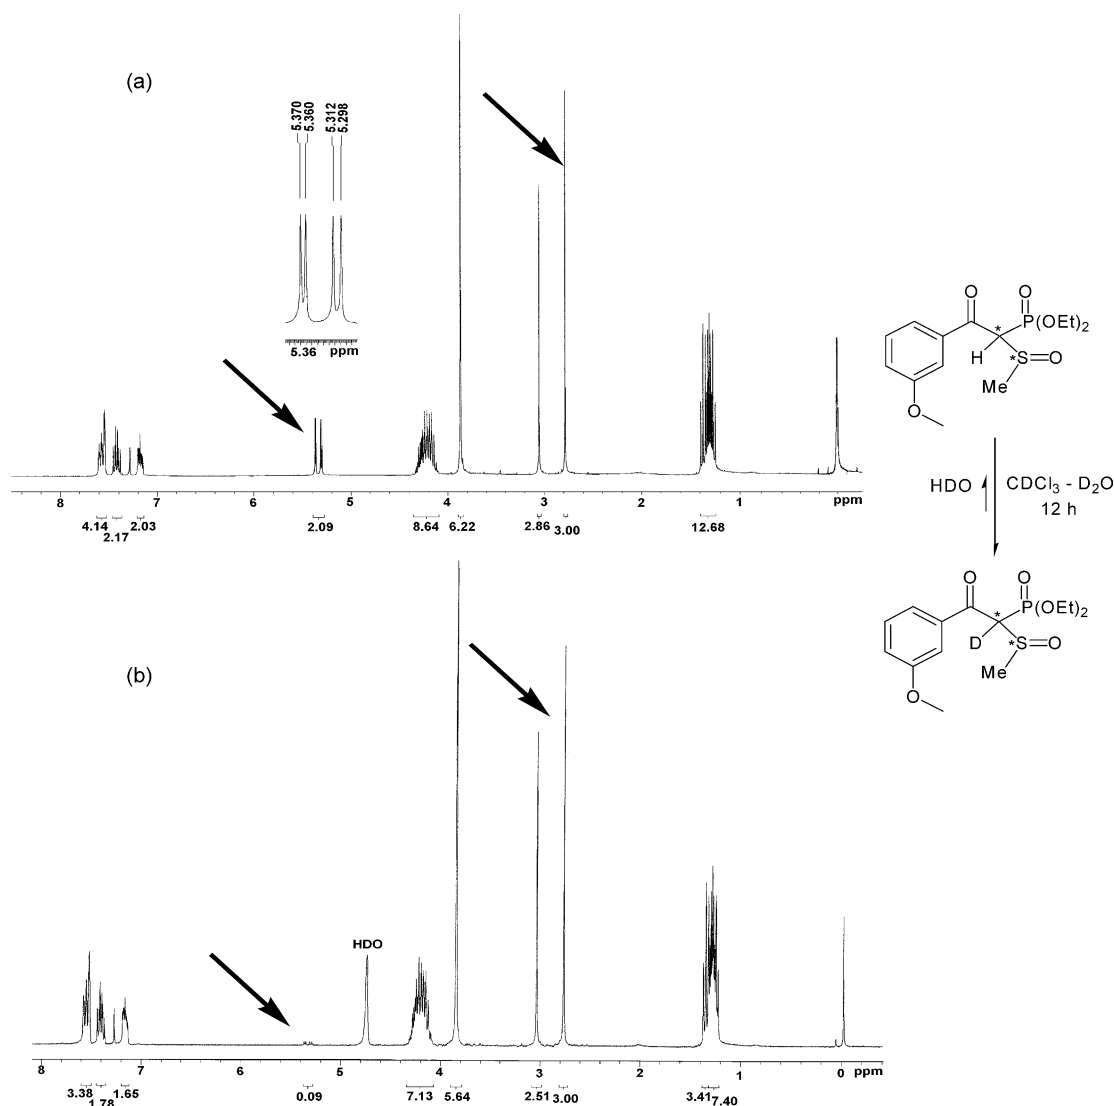 (a)
5.370
5.360
5.312
5.298
5.36 ppm
8 7 6 5 4 3 2 1 ppm
4.14 2.17 2.03 2.09 8.64 6.22 2.86 3.00 12.68
O
O
P(OEt)2
*
H
*S=O
Me
O
HDO
CDCl3 - D2O
12 h
O
O
P(OEt)2
*
D
*S=O
Me
O
(b)
HDO
8 7 6 5 4 3 2 1 0 ppm
3.38 1.78 1.65 0.09 7.13 5.64 2.51 3.00 3.41 7.40